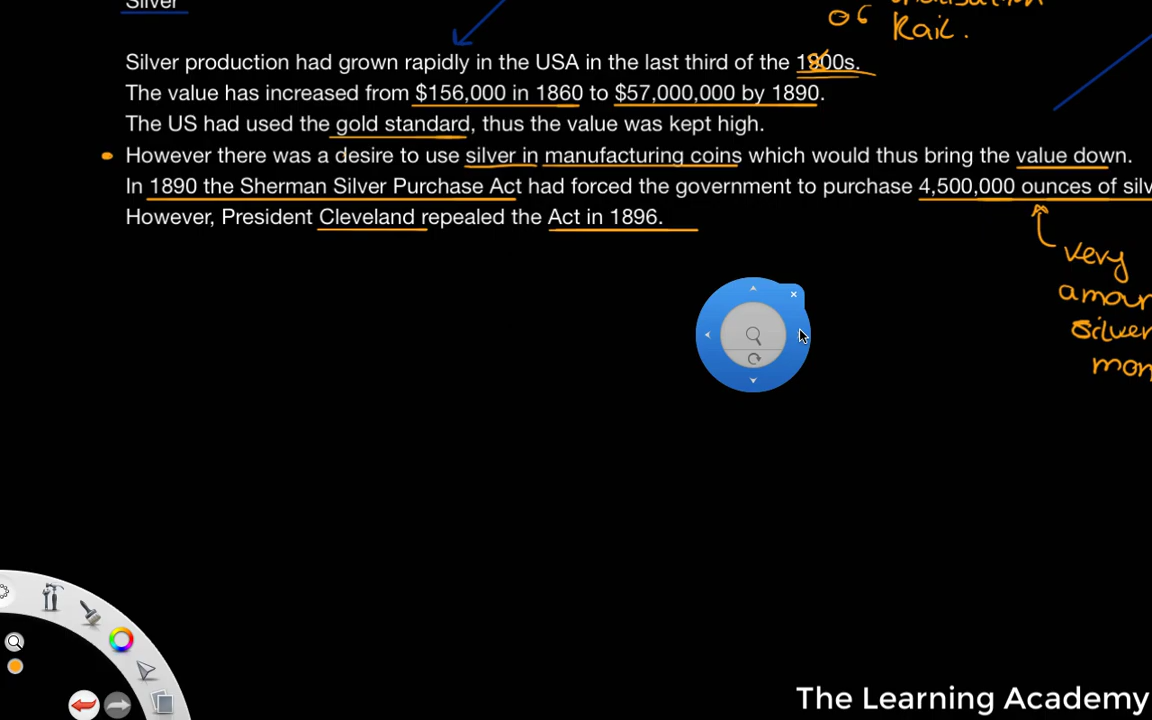 Silver
of
Rail.
Silver production had grown rapidly in the USA in the last third of the 1800s.
The value has increased from $156,000 in 1860 to $57,000,000 by 1890.
The US had used the gold standard, thus the value was kept high.
However there was a desire to use silver in manufacturing coins which would thus bring the value down.
In 1890 the Sherman Silver Purchase Act had forced the government to purchase 4,500,000 ounces of silv
However, President Cleveland repealed the Act in 1896.
very
amour
Silver
mon
The Learning Academy